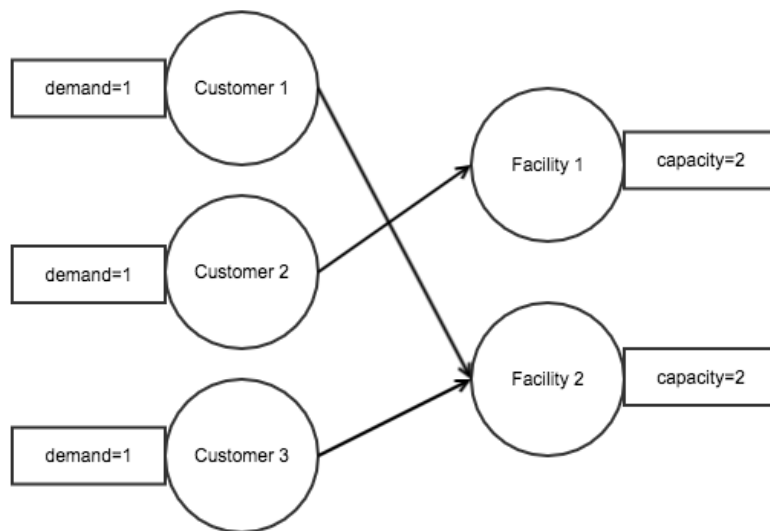 demand=1
Customer 1
Facility 1
capacity=2
demand=1
Customer 2
Facility 2
capacity=2
demand=1
Customer 3